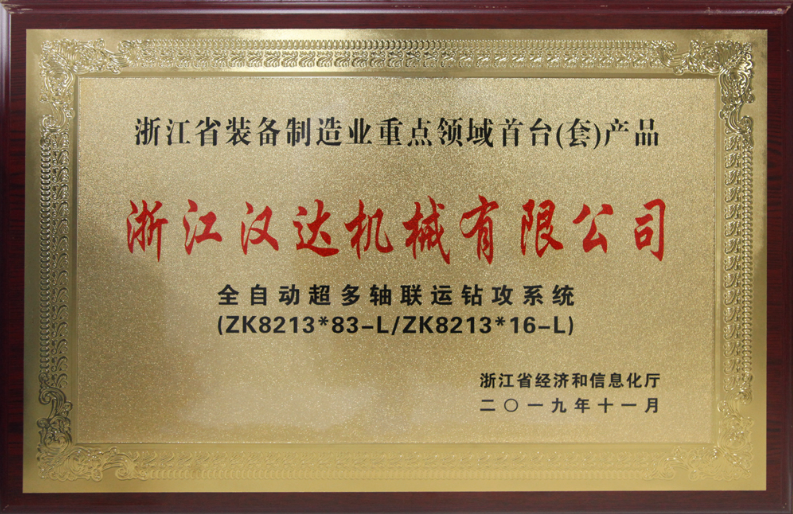 浙江省装备制造业重点领域首台(套)产品
浙江汉达机械有限公司
全自动超多轴联运钻攻系统
(ZK8213*83-L/ZK8213*16-L)
浙江省经济和信息化厅
二〇一九年十一月